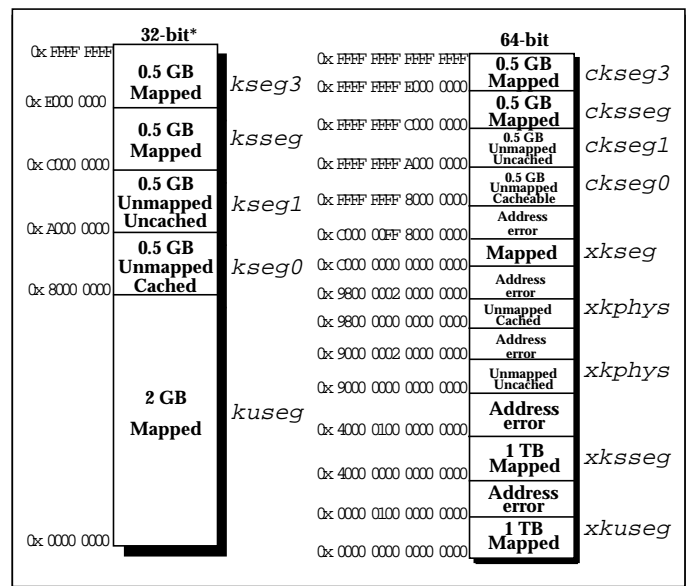 32-bit*
0x FFFF FFFF
0.5 GB
Mapped
kseg3
0x E000 0000
0.5 GB
Mapped
ksseg
0x C000 0000
0.5 GB
Unmapped
Uncached
kseg1
0x A000 0000
0.5 GB
Unmapped
Cached
kseg0
0x 8000 0000
2 GB
Mapped
kuseg
0x 0000 0000
64-bit
0x FFFF FFFF FFFF FFFF
0.5 GB
Mapped
ckseg3
0x FFFF FFFF E000 0000
0.5 GB
Mapped
cksseg
0x FFFF FFFF C000 0000
0.5 GB
Unmapped
Uncached
ckseg1
0x FFFF FFFF A000 0000
0.5 GB
Unmapped
Cacheable
ckseg0
0x FFFF FFFF 8000 0000
Address
error
0x C000 00FF 8000 0000
Mapped
xkseg
0x C000 0000 0000 0000
Address
error
0x 9800 0002 0000 0000
Unmapped
Cached
xkphys
0x 9800 0000 0000 0000
Address
error
0x 9000 0002 0000 0000
Unmapped
Uncached
xkphys
0x 9000 0000 0000 0000
Address
error
0x 4000 0100 0000 0000
1 TB
Mapped
xksseg
0x 4000 0000 0000 0000
Address
error
0x 0000 0100 0000 0000
1 TB
Mapped
xkuseg
0x 0000 0000 0000 0000